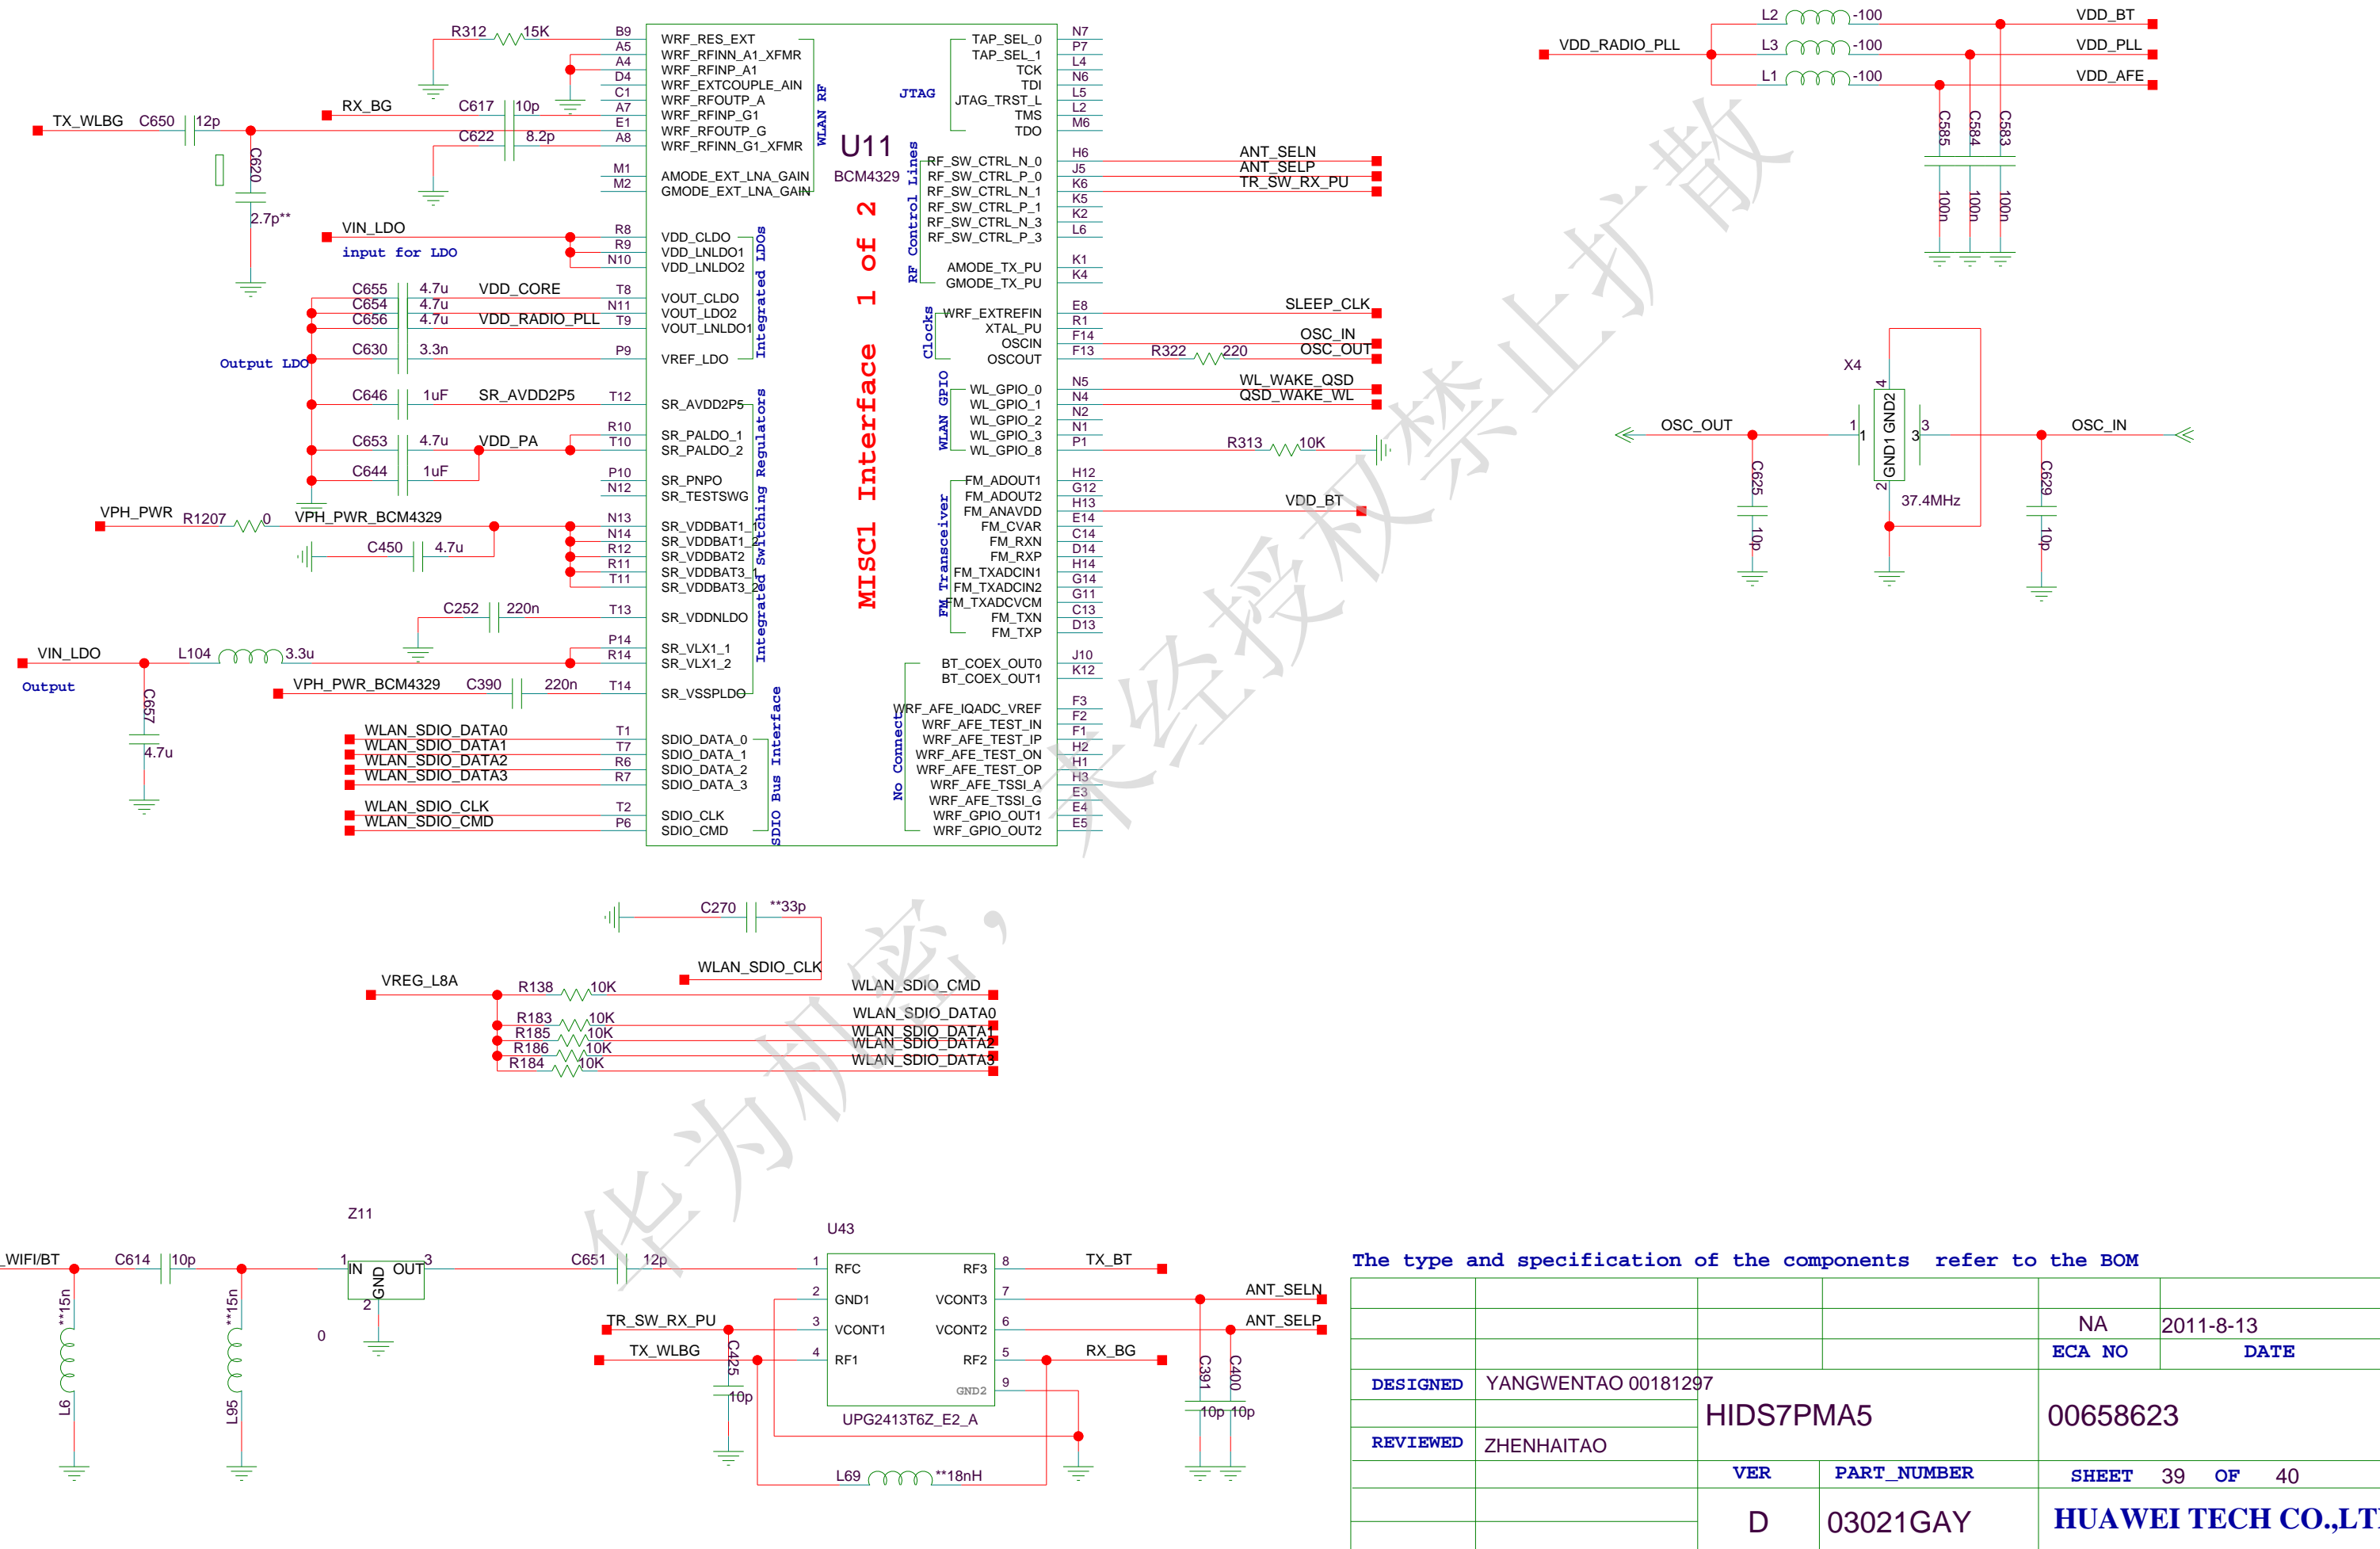 R312 15K
RX_BG C617 10p
TX_WLBG C650 12p
C622 8.2p
C620
2.7p**
VIN_LDO
input for LDO
C655 4.7u VDD_CORE
C654 4.7u
C656 4.7u VDD_RADIO_PLL
C630 3.3n
Output LDO
C646 1uF SR_AVDD2P5
C653 4.7u VDD_PA
C644 1uF
VPH_PWR R1207 0 VPH_PWR_BCM4329
C450 4.7u
C252 220n
VIN_LDO L104 3.3u
Output
C657
4.7u
VPH_PWR_BCM4329 C390 220n
WLAN_SDIO_DATA0
WLAN_SDIO_DATA1
WLAN_SDIO_DATA2
WLAN_SDIO_DATA3
WLAN_SDIO_CLK
WLAN_SDIO_CMD
B9 WRF_RES_EXT
A5 WRF_RFINN_A1_XFMR
A4 WRF_RFINP_A1
D4 WRF_EXTCOUPLE_AIN
C1 WRF_RFOUTP_A
A7 WRF_RFINP_G1
E1 WRF_RFOUTP_G
A8 WRF_RFINN_G1_XFMR
M1 AMODE_EXT_LNA_GAIN
M2 GMODE_EXT_LNA_GAIN
WLAN RF
R8 VDD_CLDO
R9 VDD_LNLDO1
N10 VDD_LNLDO2
T8 VOUT_CLDO
N11 VOUT_LDO2
T9 VOUT_LNLDO1
P9 VREF_LDO
Integrated LDOs
T12 SR_AVDD2P5
R10 SR_PALDO_1
T10 SR_PALDO_2
P10 SR_PNPO
N12 SR_TESTSWG
N13 SR_VDDBAT1_1
N14 SR_VDDBAT1_2
R12 SR_VDDBAT2
R11 SR_VDDBAT3_1
T11 SR_VDDBAT3_2
T13 SR_VDDNLDO
P14 SR_VLX1_1
R14 SR_VLX1_2
T14 SR_VSSPLDO
Integrated Switching Regulators
T1 SDIO_DATA_0
T7 SDIO_DATA_1
R6 SDIO_DATA_2
R7 SDIO_DATA_3
T2 SDIO_CLK
P6 SDIO_CMD
SDIO Bus Interface
U11
BCM4329
MISC1 Interface 1 of 2
JTAG
TAP_SEL_0 N7
TAP_SEL_1 P7
TCK L4
TDI N6
JTAG_TRST_L L5
TMS L2
TDO M6
RF Control Lines
RF_SW_CTRL_N_0 H6 ANT_SELN
RF_SW_CTRL_P_0 J5 ANT_SELP
RF_SW_CTRL_N_1 K6 TR_SW_RX_PU
RF_SW_CTRL_P_1 K5
RF_SW_CTRL_N_3 K2
RF_SW_CTRL_P_3 L6
AMODE_TX_PU K1
GMODE_TX_PU K4
Clocks
WRF_EXTREFIN E8 SLEEP_CLK
XTAL_PU R1
OSCIN F14 OSC_IN
OSCOUT F13 R322 220 OSC_OUT
WLAN GPIO
WL_GPIO_0 N5 WL_WAKE_QSD
WL_GPIO_1 N4 QSD_WAKE_WL
WL_GPIO_2 N2
WL_GPIO_3 N1
WL_GPIO_8 P1 R313 10K
FM Transceiver
FM_ADOUT1 H12
FM_ADOUT2 G12
FM_ANAVDD H13 VDD_BT
FM_CVAR E14
FM_RXN C14
FM_RXP D14
FM_TXADCIN1 H14
FM_TXADCIN2 G14
FM_TXADCVCM G11
FM_TXN C13
FM_TXP D13
BT_COEX_OUT0 J10
BT_COEX_OUT1 K12
No Connect
WRF_AFE_IQADC_VREF F3
WRF_AFE_TEST_IN F2
WRF_AFE_TEST_IP F1
WRF_AFE_TEST_ON H2
WRF_AFE_TEST_OP H1
WRF_AFE_TSSI_A H3
WRF_AFE_TSSI_G E3
WRF_GPIO_OUT1 E4
WRF_GPIO_OUT2 E5
L2 -100 VDD_BT
VDD_RADIO_PLL L3 -100 VDD_PLL
L1 -100 VDD_AFE
C585 C584 C583
100n 100n 100n
X4
OSC_OUT 1 1 GND1 GND2 3 3 OSC_IN
4
2
37.4MHz
C625
10p
C629
10p
C270 **33p
WLAN_SDIO_CLK
VREG_L8A
R138 10K WLAN_SDIO_CMD
R183 10K WLAN_SDIO_DATA0
R185 10K WLAN_SDIO_DATA1
R186 10K WLAN_SDIO_DATA2
R184 10K WLAN_SDIO_DATA3
华为机密,未经授权禁止扩散
_WIFI/BT C614 10p
**15n
L6
**15n
L95
Z11
1 IN GND OUT 3
2
0
C651 12p
U43
1 RFC RF3 8 TX_BT
2 GND1 VCONT3 7 ANT_SELN
TR_SW_RX_PU 3 VCONT1 VCONT2 6 ANT_SELP
TX_WLBG 4 RF1 RF2 5 RX_BG
GND2 9
UPG2413T6Z_E2_A
C425
10p
C391 C400
10p 10p
L69 **18nH
The type and specification of the components refer to the BOM
NA 2011-8-13
ECA NO DATE
DESIGNED YANGWENTAO 00181297
HIDS7PMA5 00658623
REVIEWED ZHENHAITAO
VER PART_NUMBER SHEET 39 OF 40
D 03021GAY HUAWEI TECH CO.,LT